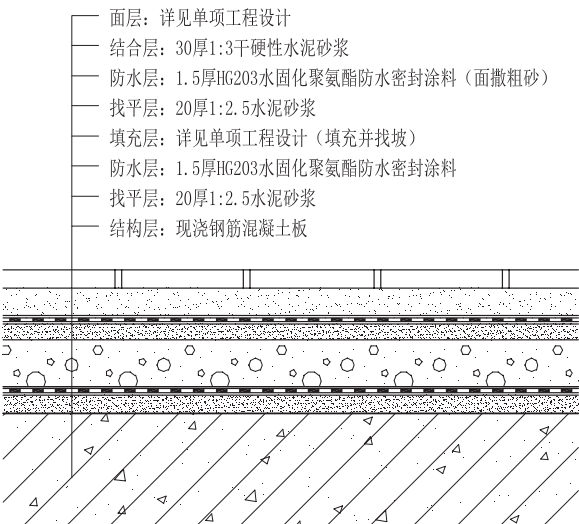 面层：详见单项工程设计
结合层：30厚1:3干硬性水泥砂浆
防水层：1.5厚HG203水固化聚氨酯防水密封涂料（面撒粗砂）
找平层：20厚1:2.5水泥砂浆
填充层：详见单项工程设计（填充并找坡）
防水层：1.5厚HG203水固化聚氨酯防水密封涂料
找平层：20厚1:2.5水泥砂浆
结构层：现浇钢筋混凝土板